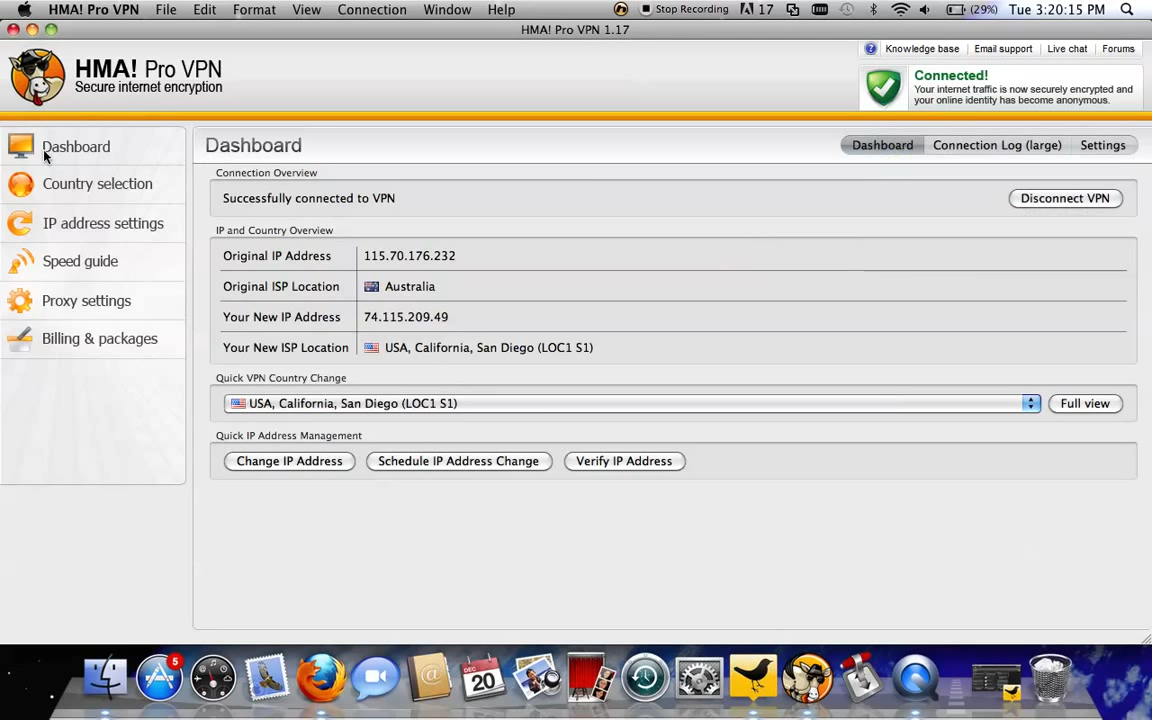 HMA! Pro VPN File Edit Format View Connection Window Help Stop Recording 17 (29%) Tue 3:20:15 PM
HMA! Pro VPN 1.17
HMA! Pro VPN
Secure internet encryption
Knowledge base Email support Live chat Forums
Connected!
Your internet traffic is now securely encrypted and
your online identity has become anonymous.
Dashboard
Country selection
IP address settings
Speed guide
Proxy settings
Billing & packages
Dashboard
Dashboard Connection Log (large) Settings
Connection Overview
Successfully connected to VPN Disconnect VPN
IP and Country Overview
Original IP Address 115.70.176.232
Original ISP Location Australia
Your New IP Address 74.115.209.49
Your New ISP Location USA, California, San Diego (LOC1 S1)
Quick VPN Country Change
USA, California, San Diego (LOC1 S1) Full view
Quick IP Address Management
Change IP Address Schedule IP Address Change Verify IP Address
5
DEC
20